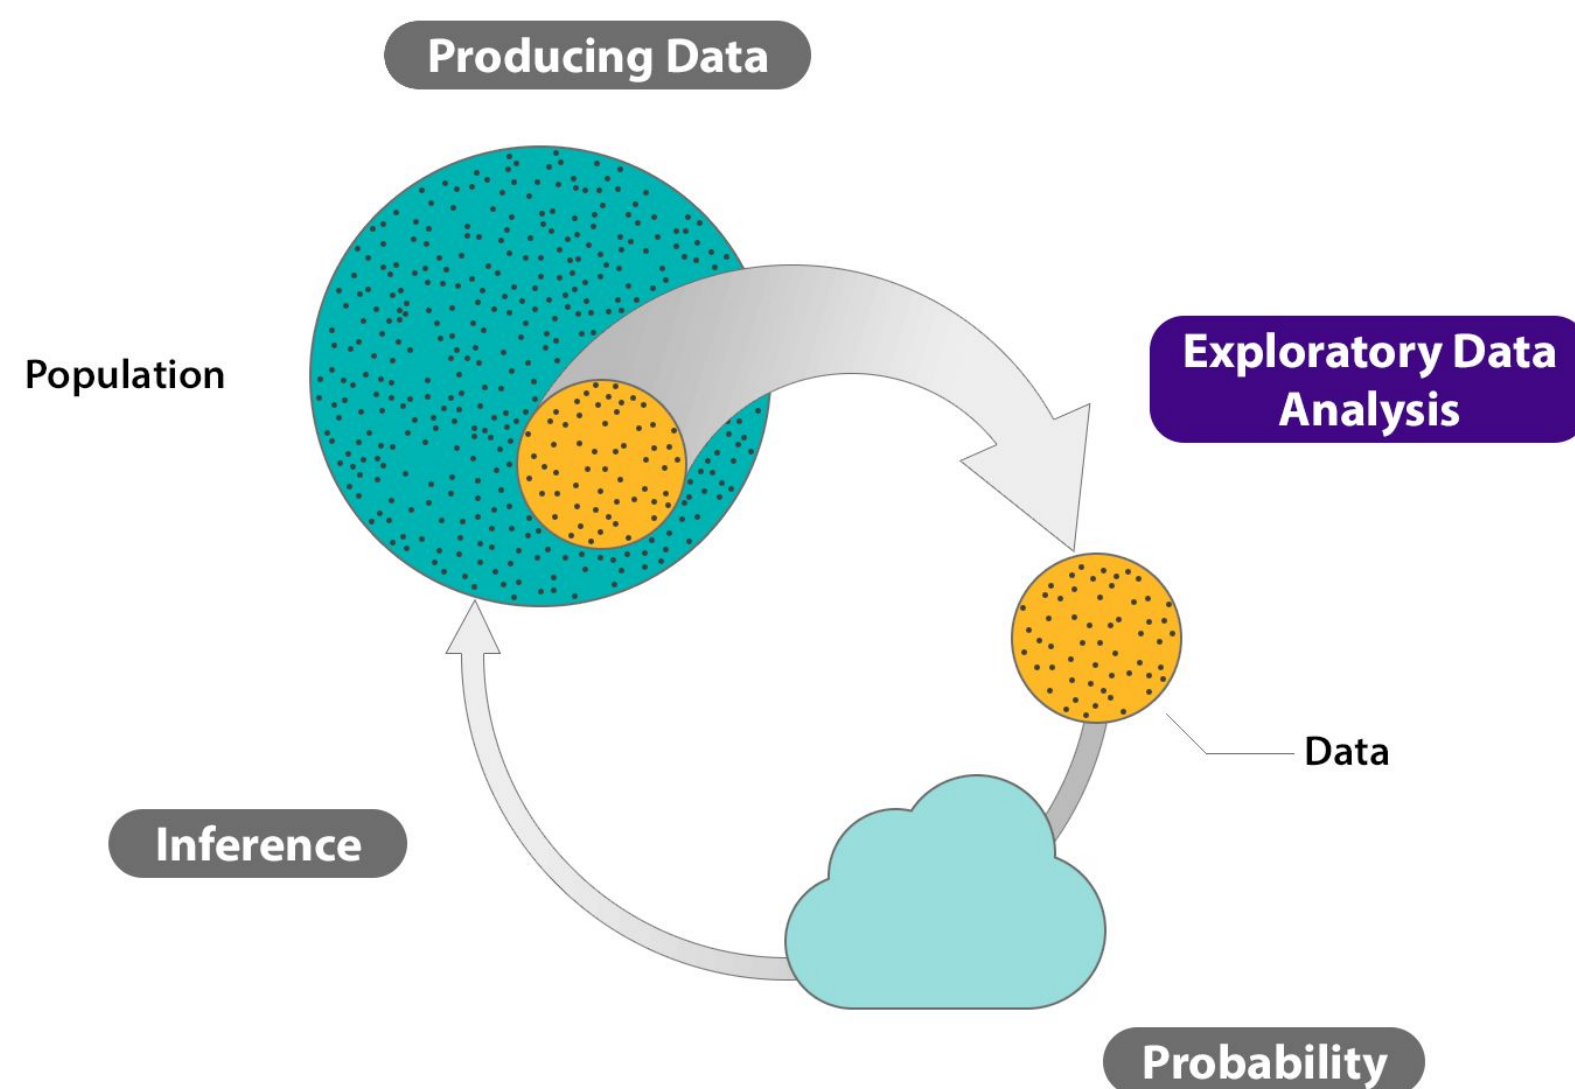 Producing Data
Population
Exploratory Data
Analysis
Data
Inference
Probability